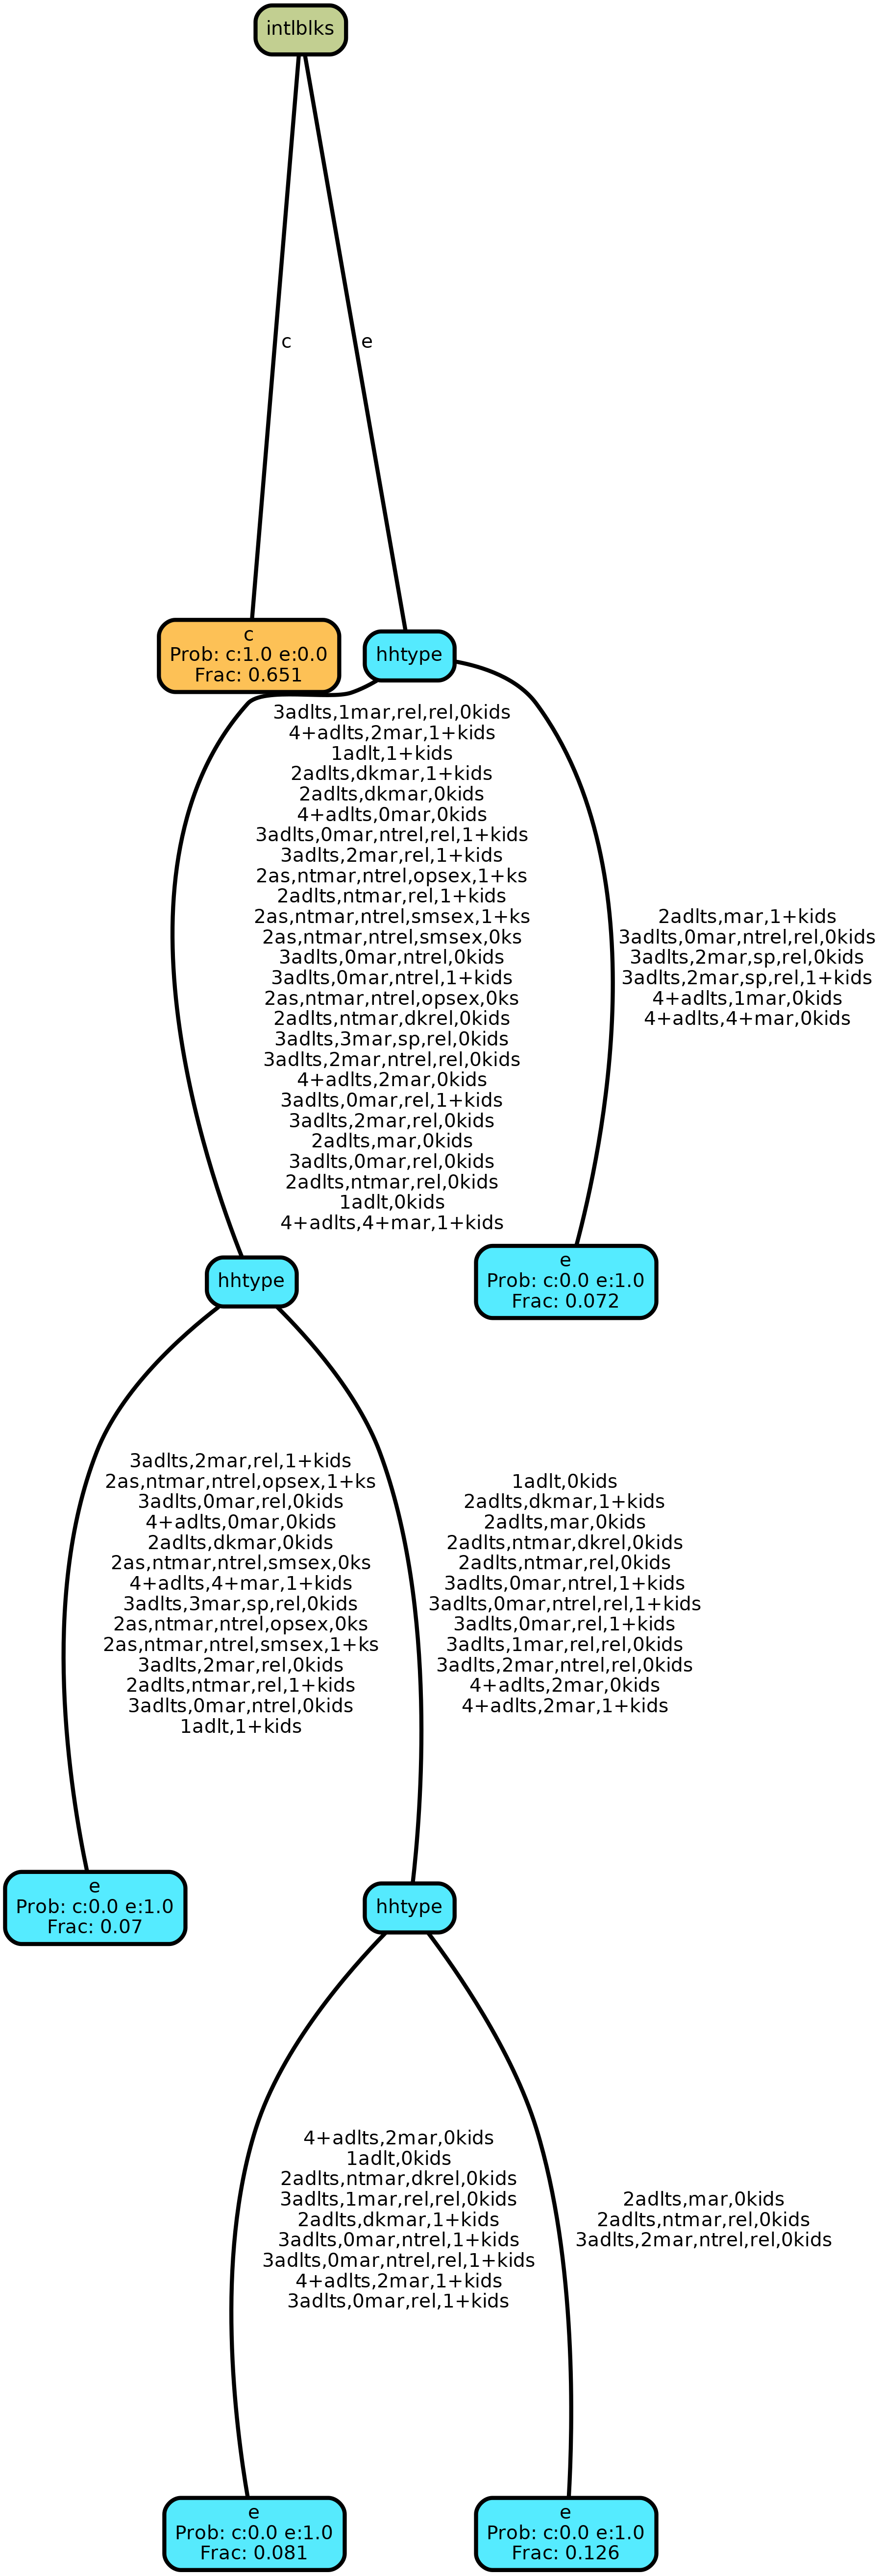 intlblks
c
e
c
Prob: c:1.0 e:0.0
Frac: 0.651
hhtype
3adlts,1mar,rel,rel,0kids
4+adlts,2mar,1+kids
1adlt,1+kids
2adlts,dkmar,1+kids
2adlts,dkmar,0kids
4+adlts,0mar,0kids
3adlts,0mar,ntrel,rel,1+kids
3adlts,2mar,rel,1+kids
2as,ntmar,ntrel,opsex,1+ks
2adlts,ntmar,rel,1+kids
2as,ntmar,ntrel,smsex,1+ks
2as,ntmar,ntrel,smsex,0ks
3adlts,0mar,ntrel,0kids
3adlts,0mar,ntrel,1+kids
2as,ntmar,ntrel,opsex,0ks
2adlts,ntmar,dkrel,0kids
3adlts,3mar,sp,rel,0kids
3adlts,2mar,ntrel,rel,0kids
4+adlts,2mar,0kids
3adlts,0mar,rel,1+kids
3adlts,2mar,rel,0kids
2adlts,mar,0kids
3adlts,0mar,rel,0kids
2adlts,ntmar,rel,0kids
1adlt,0kids
4+adlts,4+mar,1+kids
2adlts,mar,1+kids
3adlts,0mar,ntrel,rel,0kids
3adlts,2mar,sp,rel,0kids
3adlts,2mar,sp,rel,1+kids
4+adlts,1mar,0kids
4+adlts,4+mar,0kids
hhtype
e
Prob: c:0.0 e:1.0
Frac: 0.072
3adlts,2mar,rel,1+kids
2as,ntmar,ntrel,opsex,1+ks
3adlts,0mar,rel,0kids
4+adlts,0mar,0kids
2adlts,dkmar,0kids
2as,ntmar,ntrel,smsex,0ks
4+adlts,4+mar,1+kids
3adlts,3mar,sp,rel,0kids
2as,ntmar,ntrel,opsex,0ks
2as,ntmar,ntrel,smsex,1+ks
3adlts,2mar,rel,0kids
2adlts,ntmar,rel,1+kids
3adlts,0mar,ntrel,0kids
1adlt,1+kids
1adlt,0kids
2adlts,dkmar,1+kids
2adlts,mar,0kids
2adlts,ntmar,dkrel,0kids
2adlts,ntmar,rel,0kids
3adlts,0mar,ntrel,1+kids
3adlts,0mar,ntrel,rel,1+kids
3adlts,0mar,rel,1+kids
3adlts,1mar,rel,rel,0kids
3adlts,2mar,ntrel,rel,0kids
4+adlts,2mar,0kids
4+adlts,2mar,1+kids
e
Prob: c:0.0 e:1.0
Frac: 0.07
hhtype
4+adlts,2mar,0kids
1adlt,0kids
2adlts,ntmar,dkrel,0kids
3adlts,1mar,rel,rel,0kids
2adlts,dkmar,1+kids
3adlts,0mar,ntrel,1+kids
3adlts,0mar,ntrel,rel,1+kids
4+adlts,2mar,1+kids
3adlts,0mar,rel,1+kids
2adlts,mar,0kids
2adlts,ntmar,rel,0kids
3adlts,2mar,ntrel,rel,0kids
e
Prob: c:0.0 e:1.0
Frac: 0.081
e
Prob: c:0.0 e:1.0
Frac: 0.126